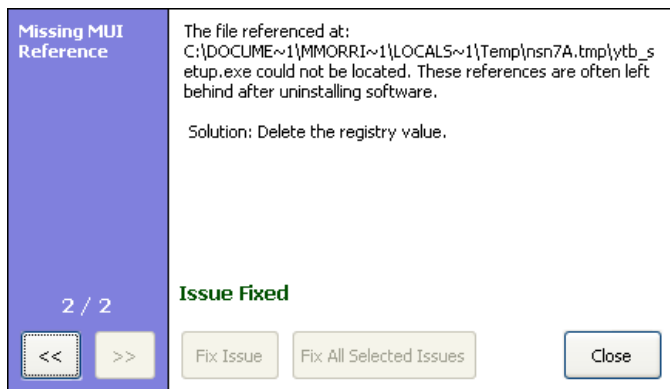 Missing MUI
Reference
The file referenced at:
C:\DOCUME~1\MMORRI~1\LOCALS~1\Temp\nsn7A.tmp\ytb_s
etup.exe could not be located. These references are often left
behind after uninstalling software.
Solution: Delete the registry value.
2 / 2
Issue Fixed
<<
>>
Fix Issue
Fix All Selected Issues
Close